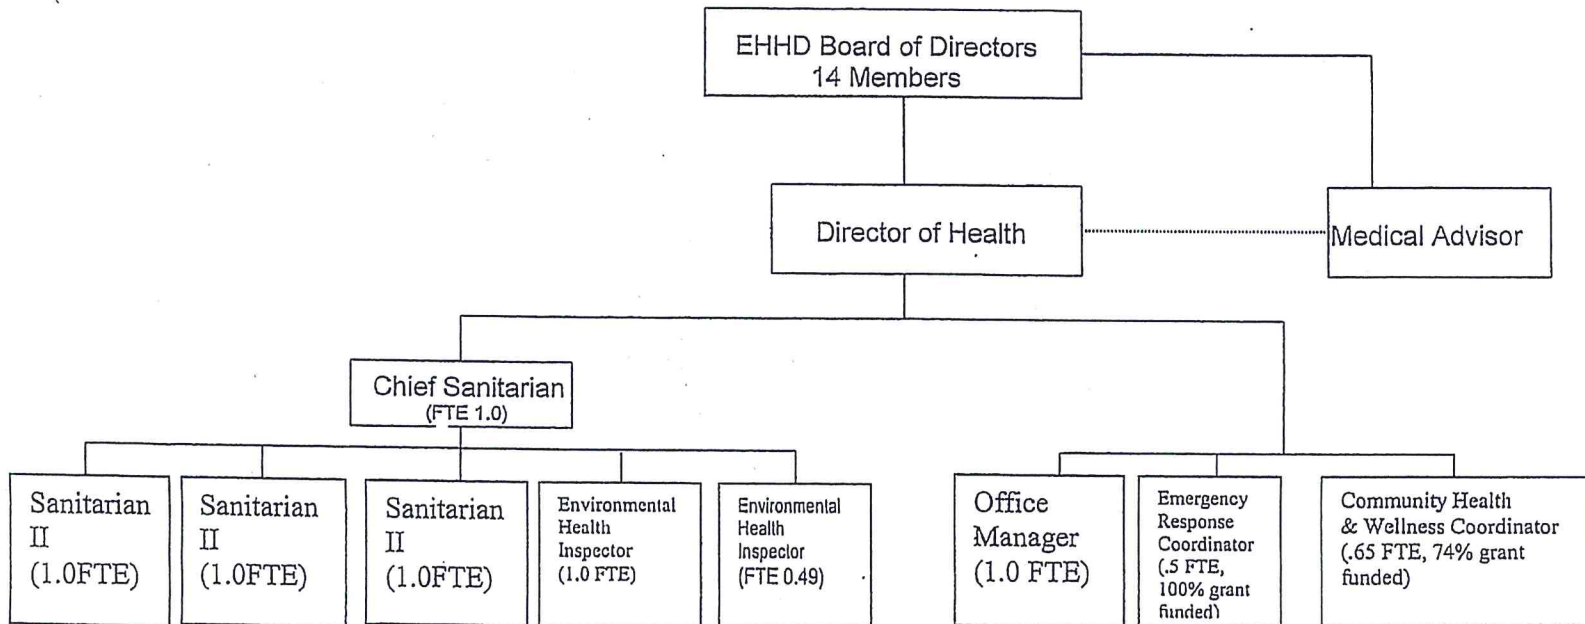 EHHD Board of Directors
14 Members
Director of Health
Medical Advisor
Chief Sanitarian
(FTE 1.0)
Sanitarian
II
(1.0FTE)
Sanitarian
II
(1.0FTE)
Sanitarian
II
(1.0FTE)
Environmental
Health
Inspector
(1.0 FTE)
Environmental
Health
Inspector
(FTE 0.49)
Office
Manager
(1.0 FTE)
Emergency
Response
Coordinator
(.5 FTE,
100% grant
funded)
Community Health
& Wellness Coordinator
(.65 FTE, 74% grant
funded)